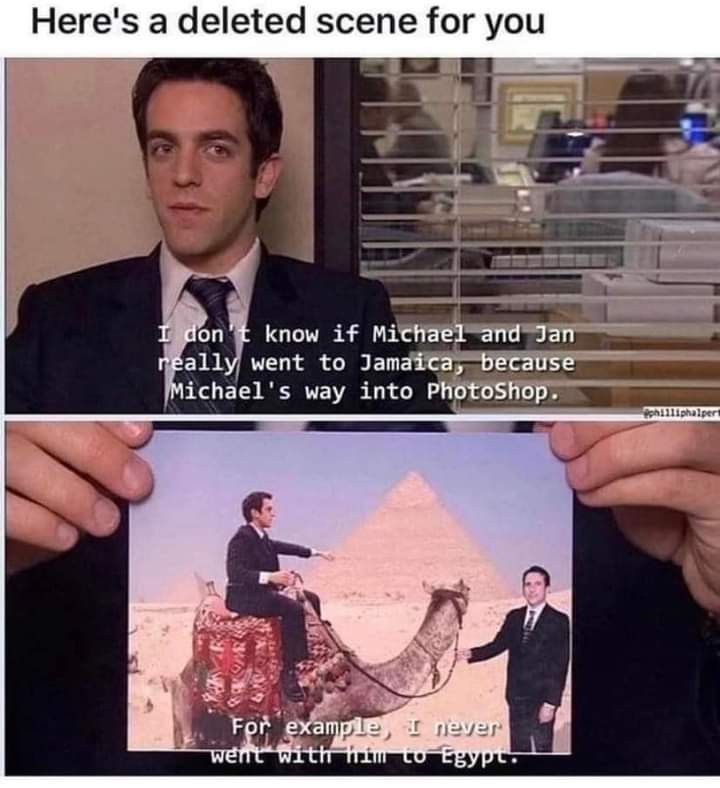 Here's a deleted scene for you
I don't know if Michael and Jan
really went to Jamaica, because
Michael's way into PhotoShop.
@philliphalpert
For example, I never
went with him to Egypt.